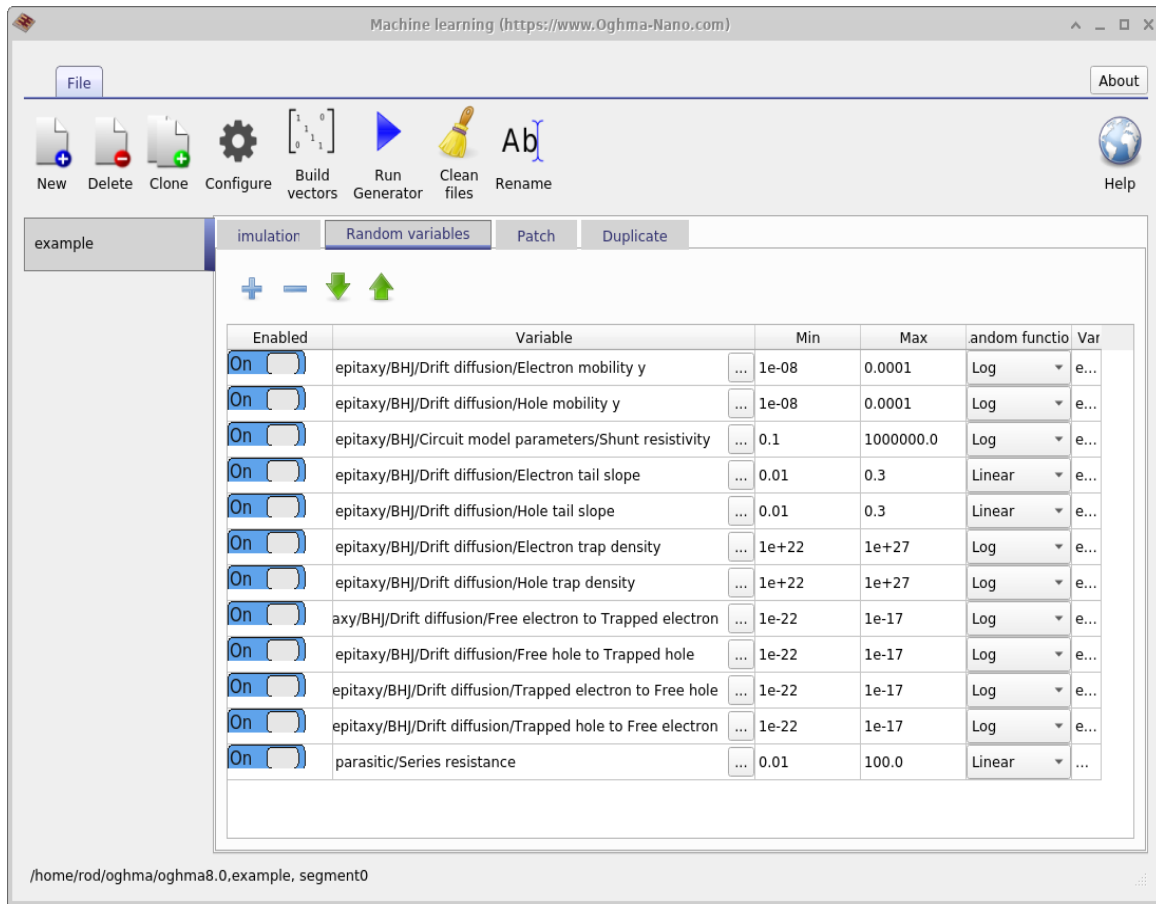 Machine learning (https://www.Oghma-Nano.com)
File
About
New
Delete
Clone
Configure
Build vectors
Run Generator
Clean files
Ab
Rename
Help
example
imulation
Random variables
Patch
Duplicate
Enabled Variable Min Max andom functio Var
On epitaxy/BHJ/Drift diffusion/Electron mobility y ... 1e-08 0.0001 Log e...
On epitaxy/BHJ/Drift diffusion/Hole mobility y ... 1e-08 0.0001 Log e...
On epitaxy/BHJ/Circuit model parameters/Shunt resistivity ... 0.1 1000000.0 Log e...
On epitaxy/BHJ/Drift diffusion/Electron tail slope ... 0.01 0.3 Linear e...
On epitaxy/BHJ/Drift diffusion/Hole tail slope ... 0.01 0.3 Linear e...
On epitaxy/BHJ/Drift diffusion/Electron trap density ... 1e+22 1e+27 Log e...
On epitaxy/BHJ/Drift diffusion/Hole trap density ... 1e+22 1e+27 Log e...
On axy/BHJ/Drift diffusion/Free electron to Trapped electron ... 1e-22 1e-17 Log e...
On epitaxy/BHJ/Drift diffusion/Free hole to Trapped hole ... 1e-22 1e-17 Log e...
On epitaxy/BHJ/Drift diffusion/Trapped electron to Free hole ... 1e-22 1e-17 Log e...
On epitaxy/BHJ/Drift diffusion/Trapped hole to Free electron ... 1e-22 1e-17 Log e...
On parasitic/Series resistance ... 0.01 100.0 Linear ...
/home/rod/oghma/oghma8.0,example, segment0